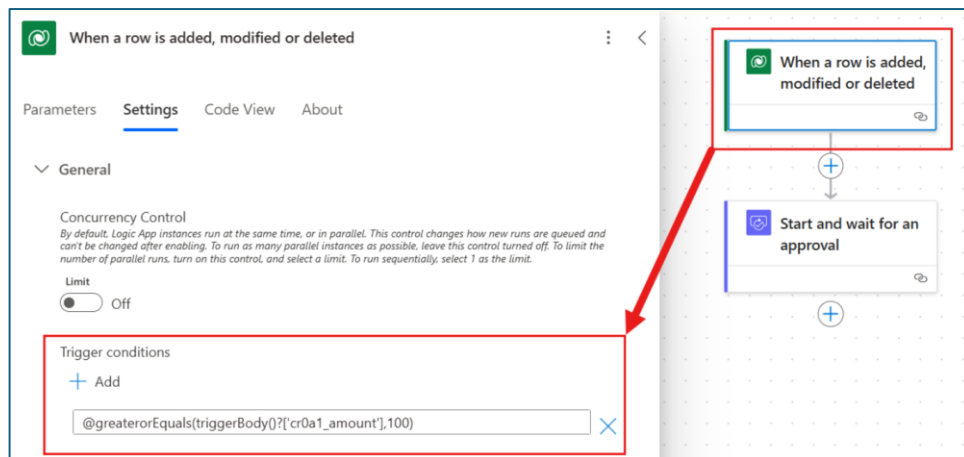 When a row is added, modified or deleted
Parameters
Settings
Code View
About
General
Concurrency Control
By default, Logic App instances run at the same time, or in parallel. This control changes how new runs are queued and
can't be changed after enabling. To run as many parallel instances as possible, leave this control turned off. To limit the
number of parallel runs, turn on this control, and select a limit. To run sequentially, select 1 as the limit.
Limit
Off
Trigger conditions
Add
@greaterorEquals(triggerBody()?['cr0a1_amount'],100)
When a row is added,
modified or deleted
Start and wait for an
approval